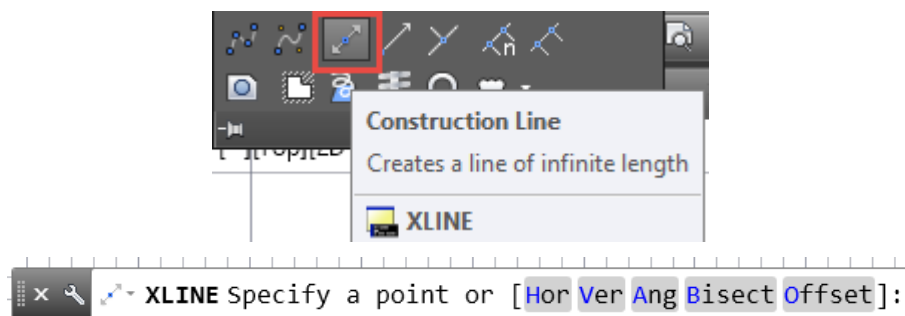 n
Construction Line
Creates a line of infinite length
XLINE
XLINE Specify a point or [Hor Ver Ang Bisect Offset]: